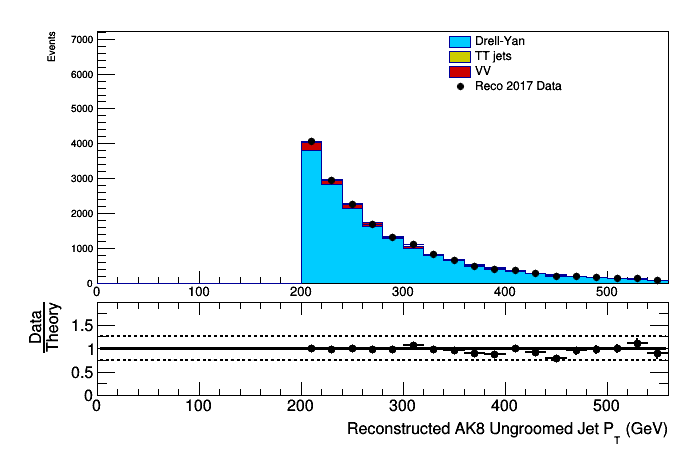 Events
7000
6000
5000
4000
3000
2000
1000
0
Drell-Yan
TT jets
VV
Reco 2017 Data
0 100 200 300 400 500
Data
Theory
1.5
1
0.5
0
0 100 200 300 400 500
Reconstructed AK8 Ungroomed Jet P_T (GeV)